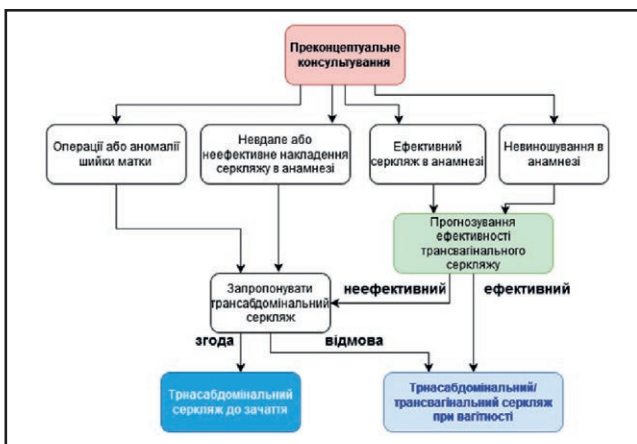 Преконцептуальне
консультування
Операції або аномалії
шийки матки
Невдале або
неефективне накладення
серкляжу в анамнезі
Ефективний
серкляж в анамнезі
Невиношування в
анамнезі
Прогнозування
ефективності
трансвагінального
серкляжу
Запропонувати
трансабдомінальний
серкляж
неефективний
ефективний
згода
відмова
Трнасабдомінальний
серкляж до зачаття
Трнасабдомінальний/
трансвагінальний серкляж
при вагітності